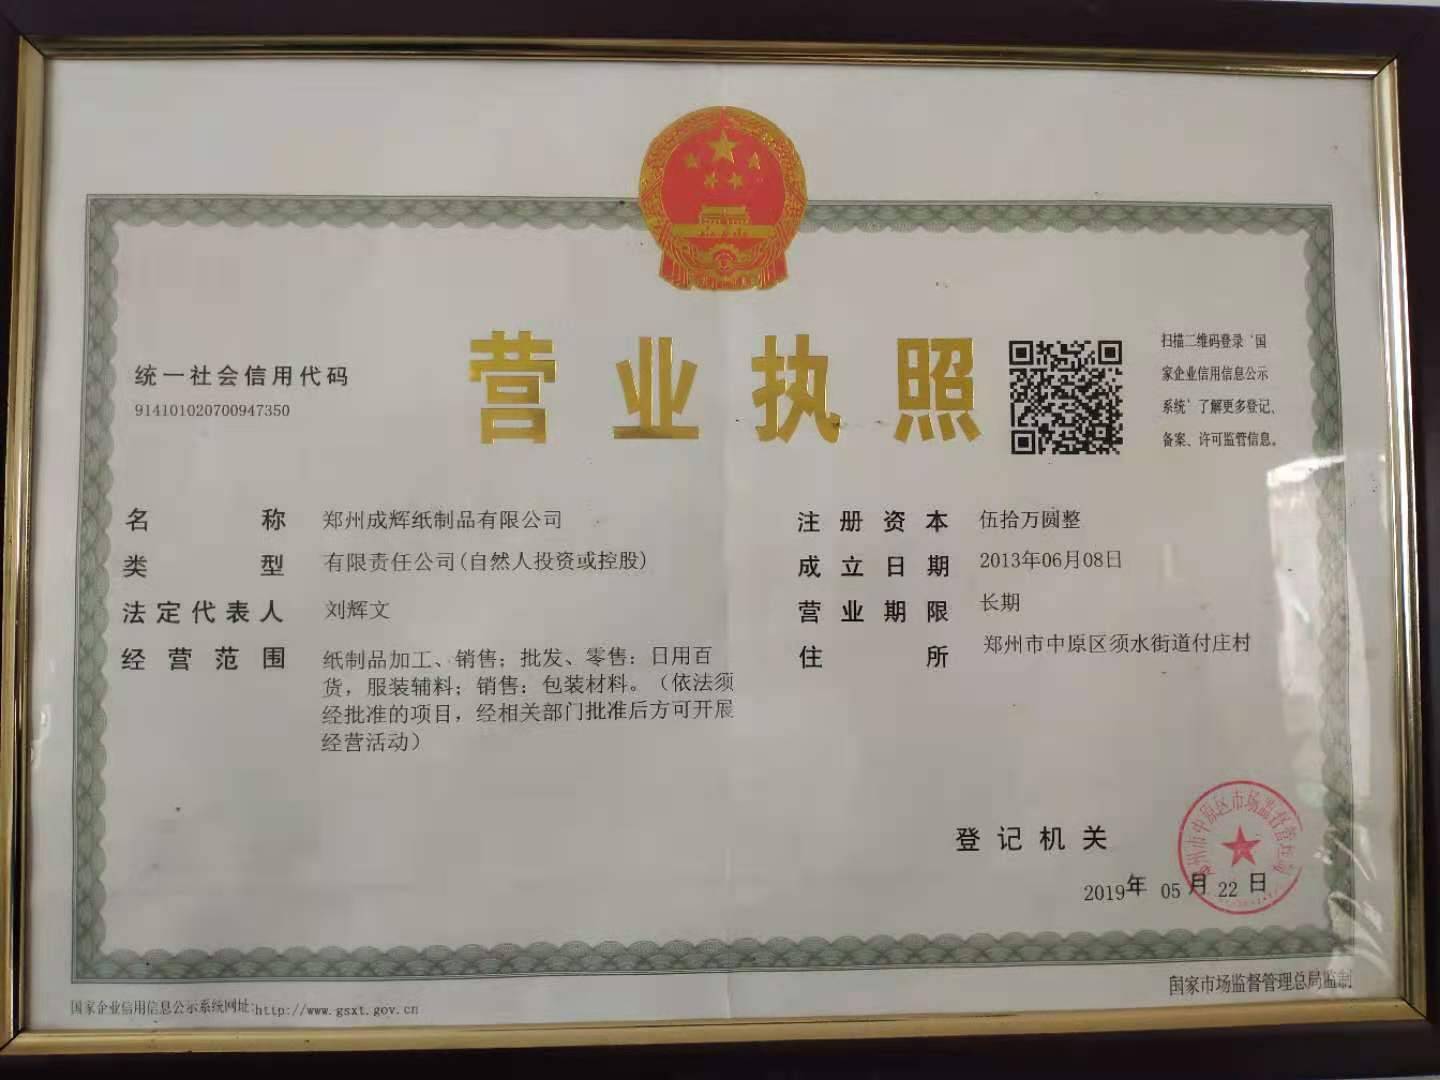 营业执照
统一社会信用代码
914101020700947350
扫描二维码登录‘国
家企业信用信息公示
系统’了解更多登记、
备案、许可监管信息。
名称 郑州成辉纸制品有限公司
类型 有限责任公司(自然人投资或控股)
法定代表人 刘辉文
经营范围 纸制品加工、销售；批发、零售：日用百
货，服装辅料；销售：包装材料。（依法须
经批准的项目，经相关部门批准后方可开展
经营活动）
注册资本 伍拾万圆整
成立日期 2013年06月08日
营业期限 长期
住所 郑州市中原区须水街道付庄村
登记机关
2019年 05月 22日
国家企业信用信息公示系统网址:http://www.gsxt.gov.cn
国家市场监督管理总局监制